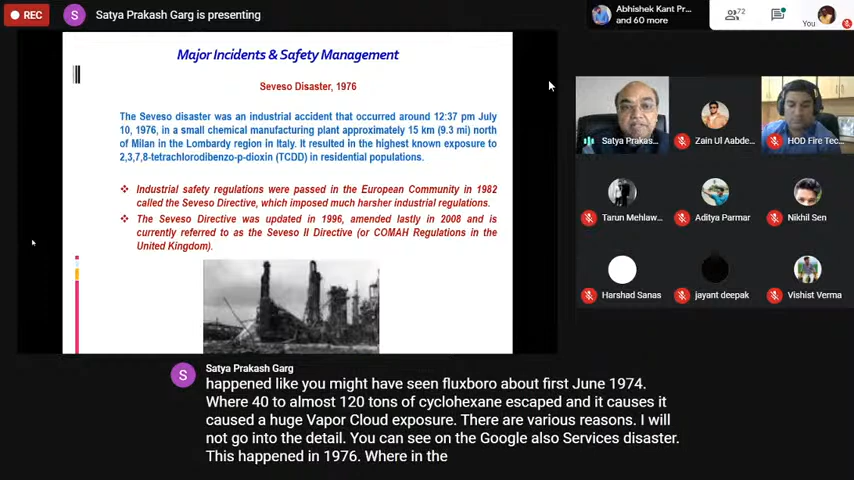 REC
S
Satya Prakash Garg is presenting
Abhishek Kant Pr...
and 60 more
72
You
Major Incidents & Safety Management
Seveso Disaster, 1976
The Seveso disaster was an industrial accident that occurred around 12:37 pm July
10, 1976, in a small chemical manufacturing plant approximately 15 km (9.3 mi) north
of Milan in the Lombardy region in Italy. It resulted in the highest known exposure to
2,3,7,8-tetrachlorodibenzo-p-dioxin (TCDD) in residential populations.
❖ Industrial safety regulations were passed in the European Community in 1982
called the Seveso Directive, which imposed much harsher industrial regulations.
❖ The Seveso Directive was updated in 1996, amended lastly in 2008 and is
currently referred to as the Seveso II Directive (or COMAH Regulations in the
United Kingdom).
Satya Prakas...
Zain Ul Aabde...
HOD Fire Tec...
Tarun Mehlaw...
Aditya Parmar
Nikhil Sen
Harshad Sanas
jayant deepak
Vishist Verma
S
Satya Prakash Garg
happened like you might have seen fluxboro about first June 1974.
Where 40 to almost 120 tons of cyclohexane escaped and it causes it
caused a huge Vapor Cloud exposure. There are various reasons. I will
not go into the detail. You can see on the Google also Services disaster.
This happened in 1976. Where in the